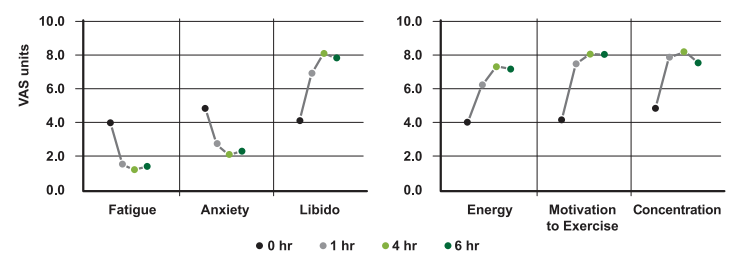 VAS units
10.0
8.0
6.0
4.0
2.0
0.0
Fatigue
Anxiety
Libido
10.0
8.0
6.0
4.0
2.0
0.0
Energy
Motivation
to Exercise
Concentration
0 hr
1 hr
4 hr
6 hr